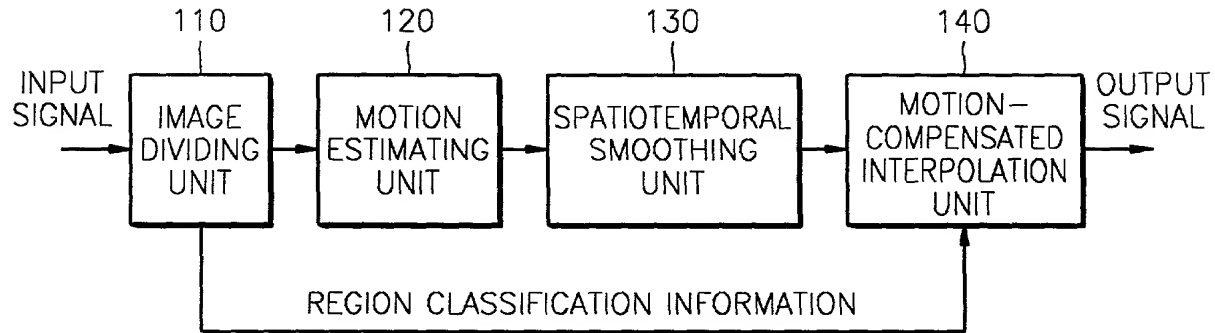 110
120
130
140
INPUT
SIGNAL
IMAGE
DIVIDING
UNIT
MOTION
ESTIMATING
UNIT
SPATIOTEMPORAL
SMOOTHING
UNIT
MOTION-
COMPENSATED
INTERPOLATION
UNIT
OUTPUT
SIGNAL
REGION CLASSIFICATION INFORMATION